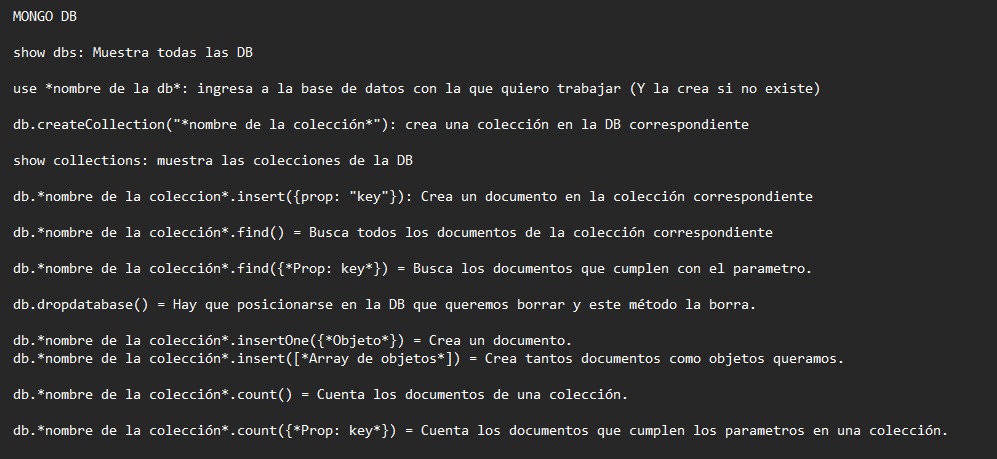 MONGO DB
show dbs: Muestra todas las DB
use *nombre de la db*: ingresa a la base de datos con la que quiero trabajar (Y la crea si no existe)
db.createCollection("*nombre de la colección*"): crea una colección en la DB correspondiente
show collections: muestra las colecciones de la DB
db.*nombre de la coleccion*.insert({prop: "key"}): Crea un documento en la colección correspondiente
db.*nombre de la colección*.find() = Busca todos los documentos de la colección correspondiente
db.*nombre de la colección*.find({*Prop: key*}) = Busca los documentos que cumplen con el parametro.
db.dropdatabase() = Hay que posicionarse en la DB que queremos borrar y este método la borra.
db.*nombre de la colección*.insertOne({*Objeto*}) = Crea un documento.
db.*nombre de la colección*.insert([*Array de objetos*]) = Crea tantos documentos como objetos queramos.
db.*nombre de la colección*.count() = Cuenta los documentos de una colección.
db.*nombre de la colección*.count({*Prop: key*}) = Cuenta los documentos que cumplen los parametros en una colección.